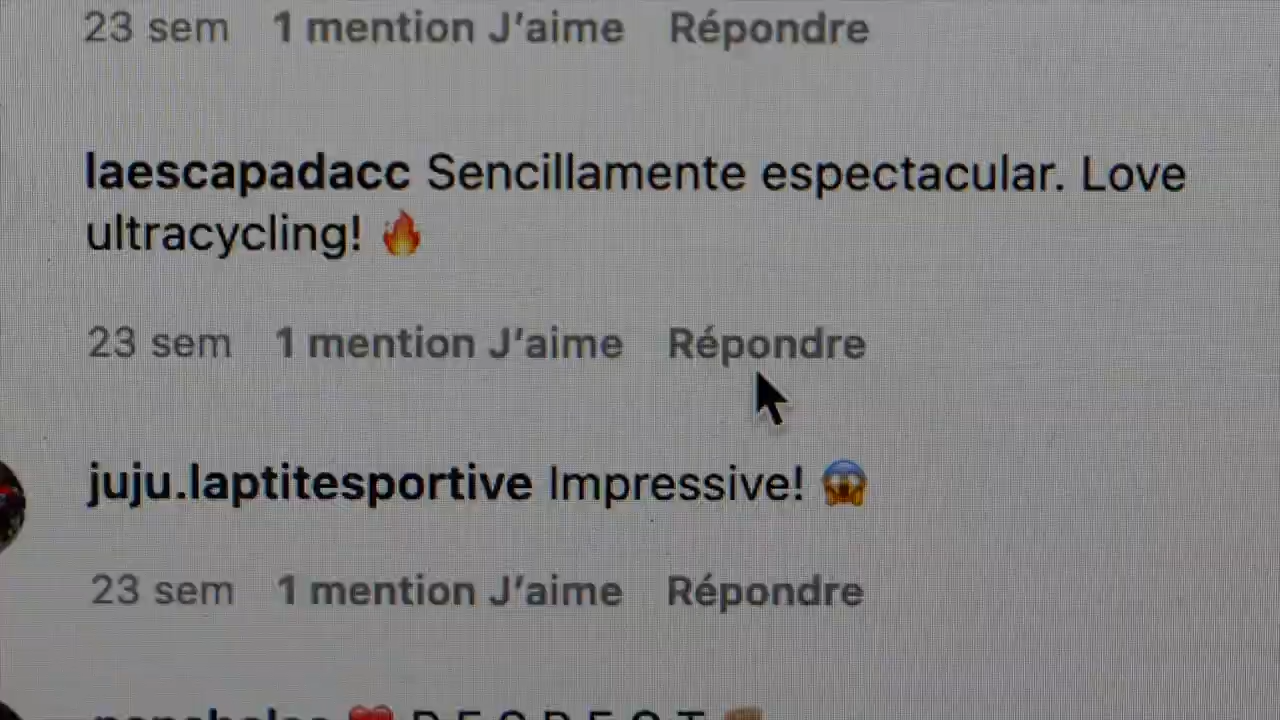 23 sem 1 mention J'aime Répondre
laescapadacc Sencillamente espectacular. Love
ultracycling! 🔥
23 sem 1 mention J'aime Répondre
juju.laptitesportive Impressive! 😱
23 sem 1 mention J'aime Répondre